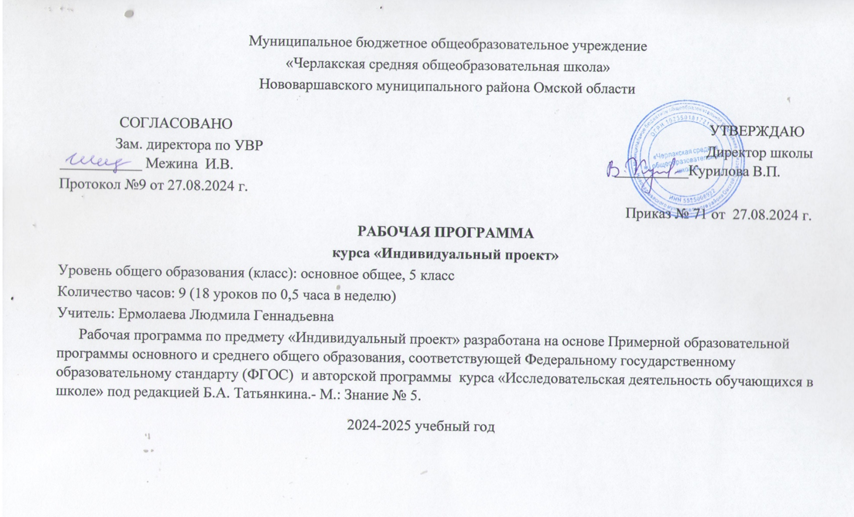 Муниципальное бюджетное общеобразовательное учреждение
«Черлакская средняя общеобразовательная школа»
Нововаршавского муниципального района Омской области
СОГЛАСОВАНО
Зам. директора по УВР
Межина И.В.
Протокол №9 от 27.08.2024 г.
УТВЕРЖДАЮ
Директор школы
Курилова В.П.
Приказ № 71 от 27.08.2024 г.
РАБОЧАЯ ПРОГРАММА
курса «Индивидуальный проект»
Уровень общего образования (класс): основное общее, 5 класс
Количество часов: 9 (18 уроков по 0,5 часа в неделю)
Учитель: Ермолаева Людмила Геннадьевна
Рабочая программа по предмету «Индивидуальный проект» разработана на основе Примерной образовательной
программы основного и среднего общего образования, соответствующей Федеральному государственному
образовательному стандарту (ФГОС) и авторской программы курса «Исследовательская деятельность обучающихся в
школе» под редакцией Б.А. Татьянкина.- М.: Знание № 5.
2024-2025 учебный год